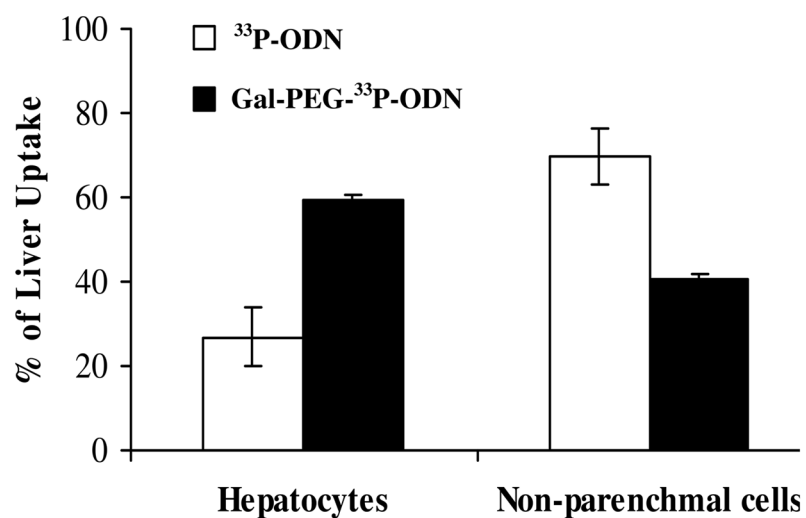 % of Liver Uptake
100
80
60
40
20
0
³³P-ODN
Gal-PEG-³³P-ODN
Hepatocytes
Non-parenchmal cells